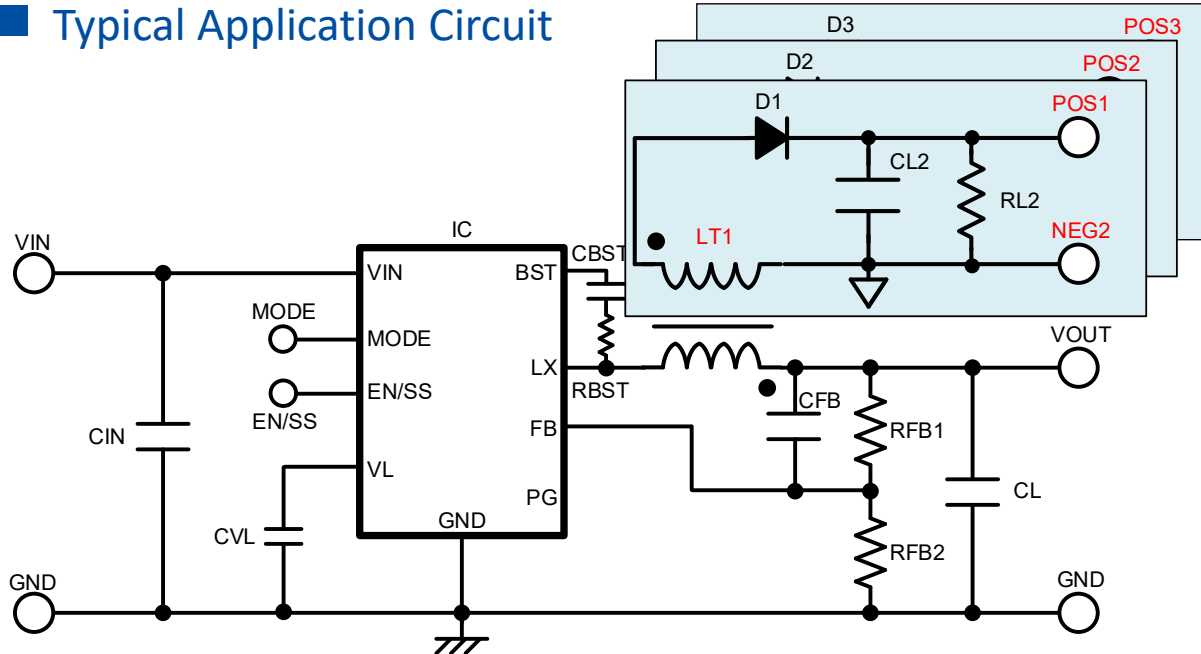 Typical Application Circuit
D3
POS3
D2
POS2
D1
POS1
CL2
RL2
LT1
NEG2
VIN
IC
CBST
VIN
BST
MODE
MODE
VOUT
LX
RBST
EN/SS
EN/SS
CFB
RFB1
FB
CIN
VL
PG
CL
GND
CVL
RFB2
GND
GND